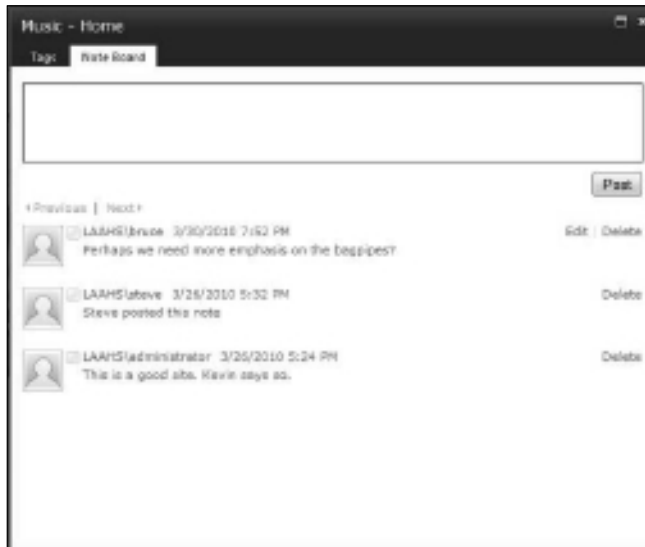 Music - Home
Tags Note Board
Post
Previous | Next
LAAHS\bruce 3/30/2010 7:52 PM Edit | Delete
Perhaps we need more emphasis on the bagpipes?
LAAHS\steve 3/26/2010 5:32 PM Delete
Steve posted this note
LAAHS\administrator 3/26/2010 5:24 PM Delete
This is a good site. Kevin says so.